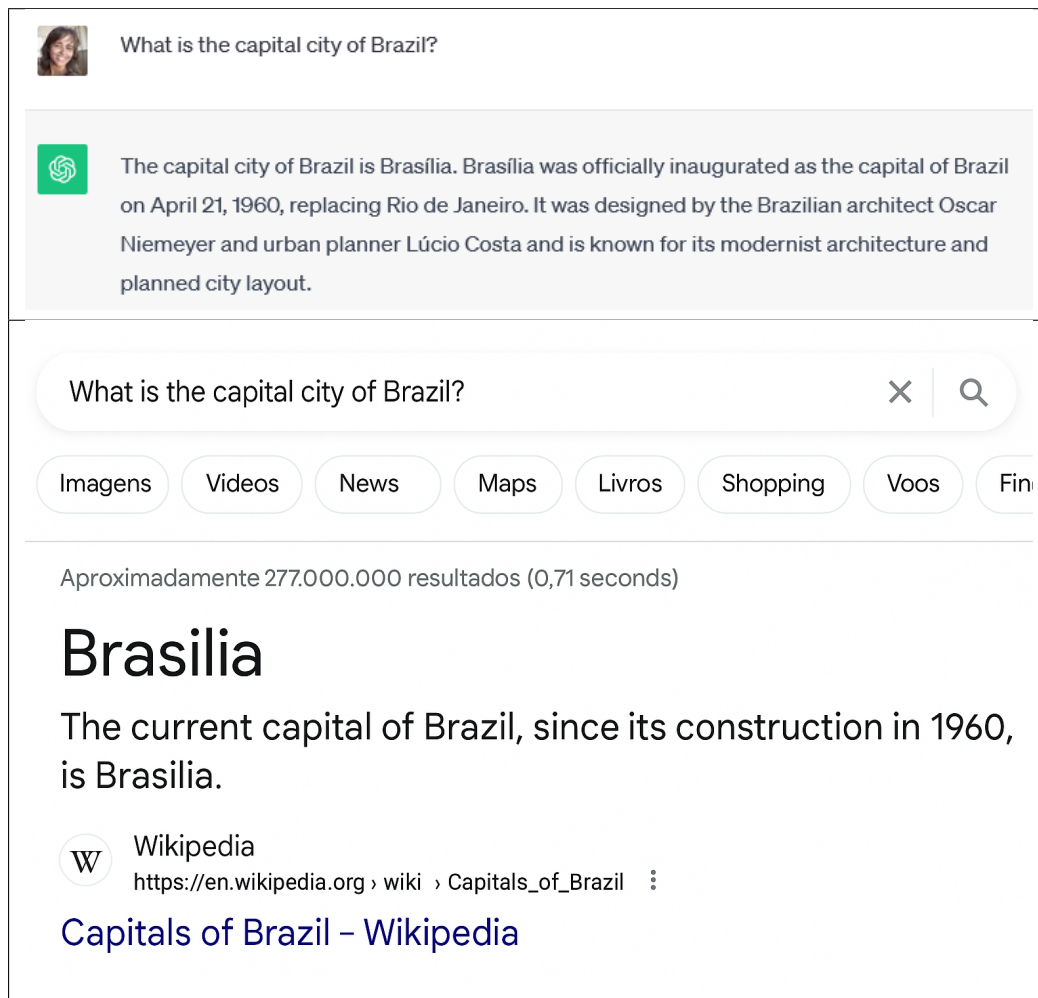 What is the capital city of Brazil?
The capital city of Brazil is Brasília. Brasília was officially inaugurated as the capital of Brazil
on April 21, 1960, replacing Rio de Janeiro. It was designed by the Brazilian architect Oscar
Niemeyer and urban planner Lúcio Costa and is known for its modernist architecture and
planned city layout.
What is the capital city of Brazil?
Imagens Videos News Maps Livros Shopping Voos Fin
Aproximadamente 277.000.000 resultados (0,71 seconds)
Brasilia
The current capital of Brazil, since its construction in 1960,
is Brasilia.
W Wikipedia
https://en.wikipedia.org › wiki › Capitals_of_Brazil
Capitals of Brazil – Wikipedia